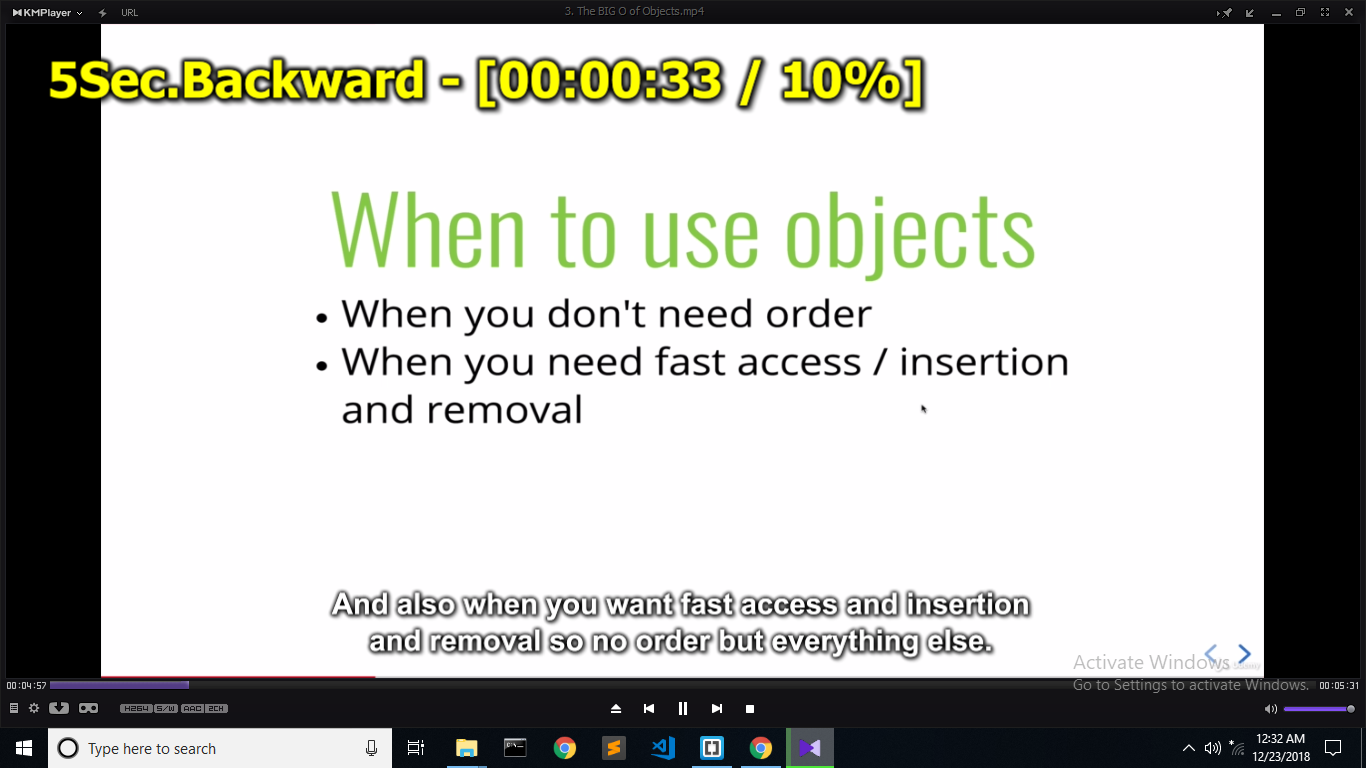 KMPlayer
URL
3. The BIG O of Objects.mp4
5Sec.Backward - [00:00:33 / 10%]
When to use objects
• When you don't need order
• When you need fast access / insertion
and removal
And also when you want fast access and insertion
and removal so no order but everything else.
Activate Windows
Go to Settings to activate Windows.
00:04:57
00:05:31
H264 S/W AAC 2CH
Type here to search
12:32 AM
12/23/2018